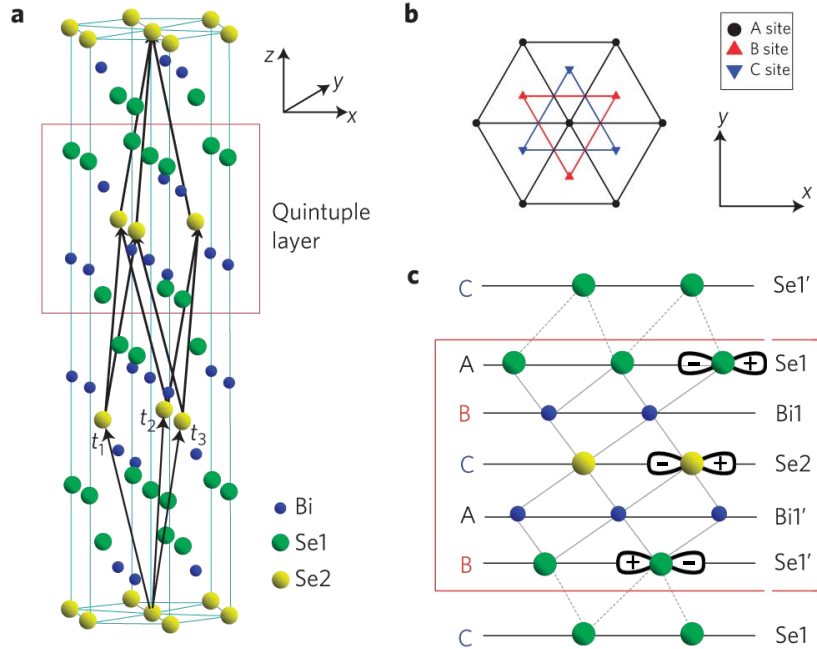 a
z
y
x
Quintuple
layer
t1
t2
t3
Bi
Se1
Se2
b
A site
B site
C site
y
x
c
C Se1′
A - + Se1
B Bi1
C - + Se2
A Bi1′
B + - Se1′
C Se1